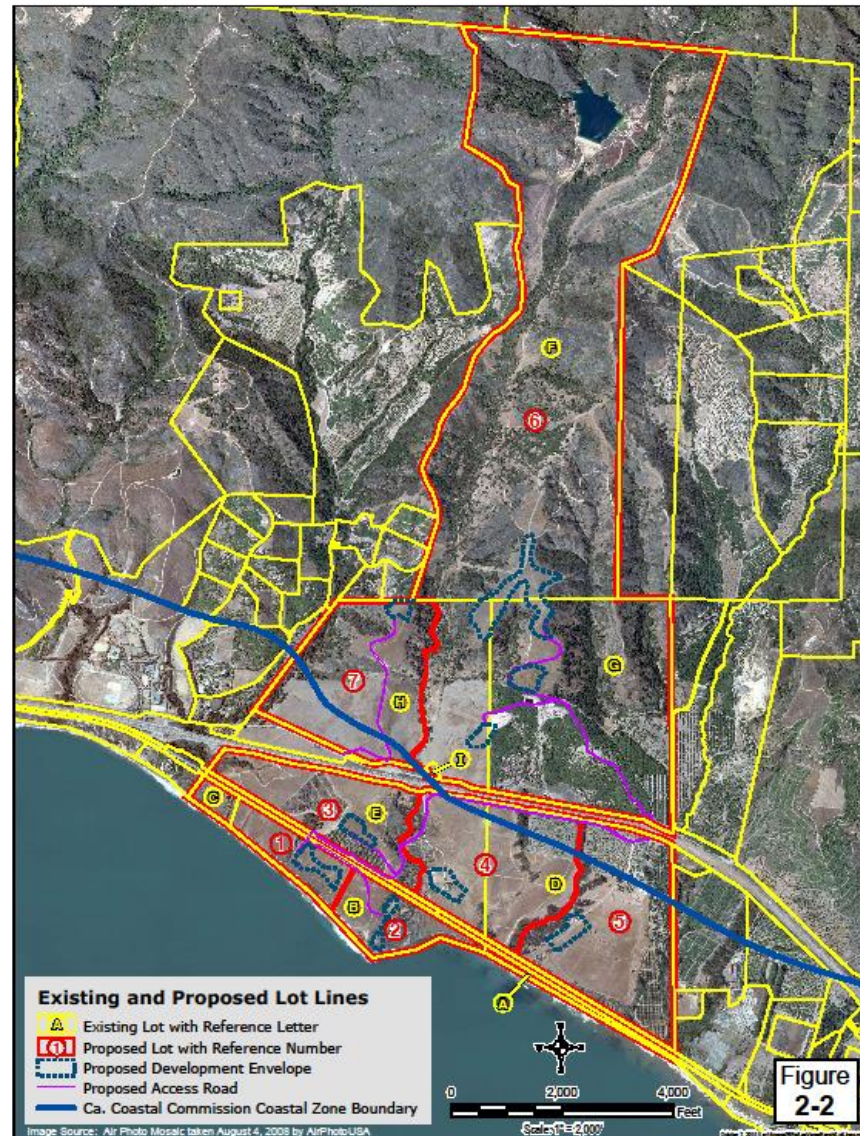 F
6
G
7
H
I
C
3
E
1
4
B
D
2
5
A
Existing and Proposed Lot Lines
A Existing Lot with Reference Letter
1 Proposed Lot with Reference Number
Proposed Development Envelope
Proposed Access Road
Ca. Coastal Commission Coastal Zone Boundary
0 2,000 4,000
Feet
Scale: 1" = 2,000'
Figure
2-2
Image Source: Air Photo Mosaic taken August 4, 2008 by AirPhotoUSA